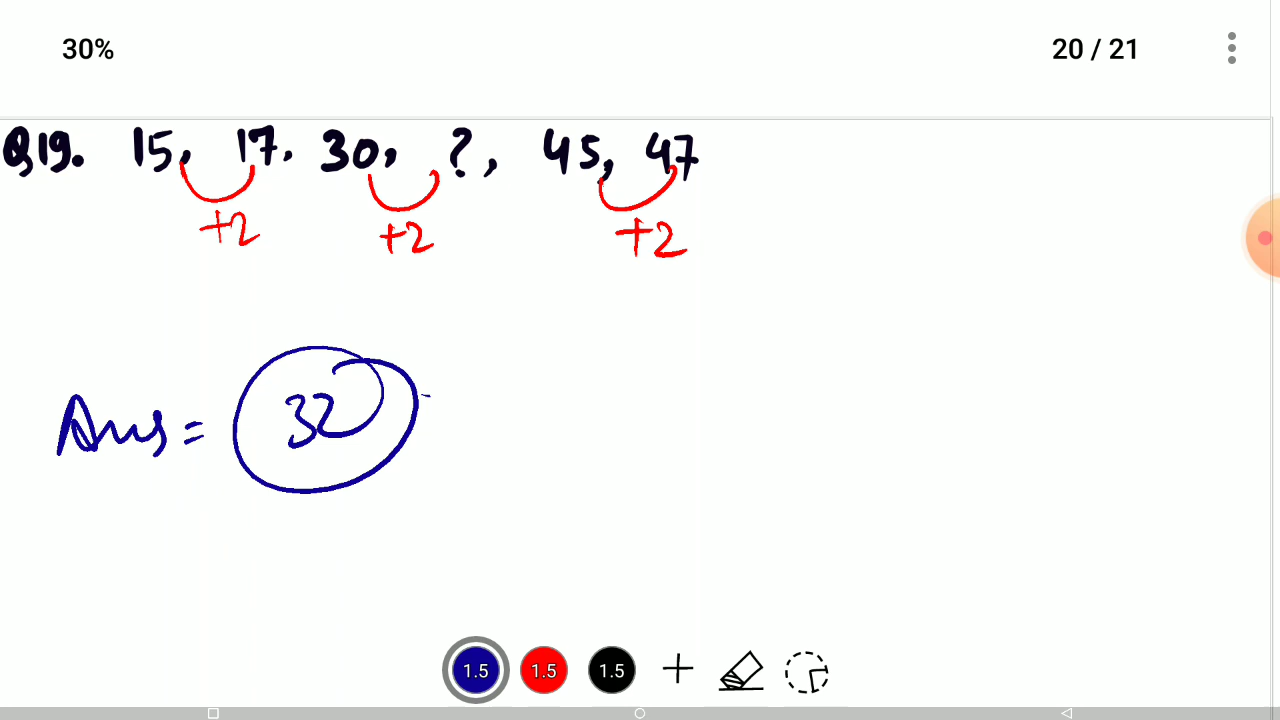 30% 20 / 21
Q19. 15, 17. 30, ?, 45, 47
+2 +2 +2
Ans = 32
1.5 1.5 1.5